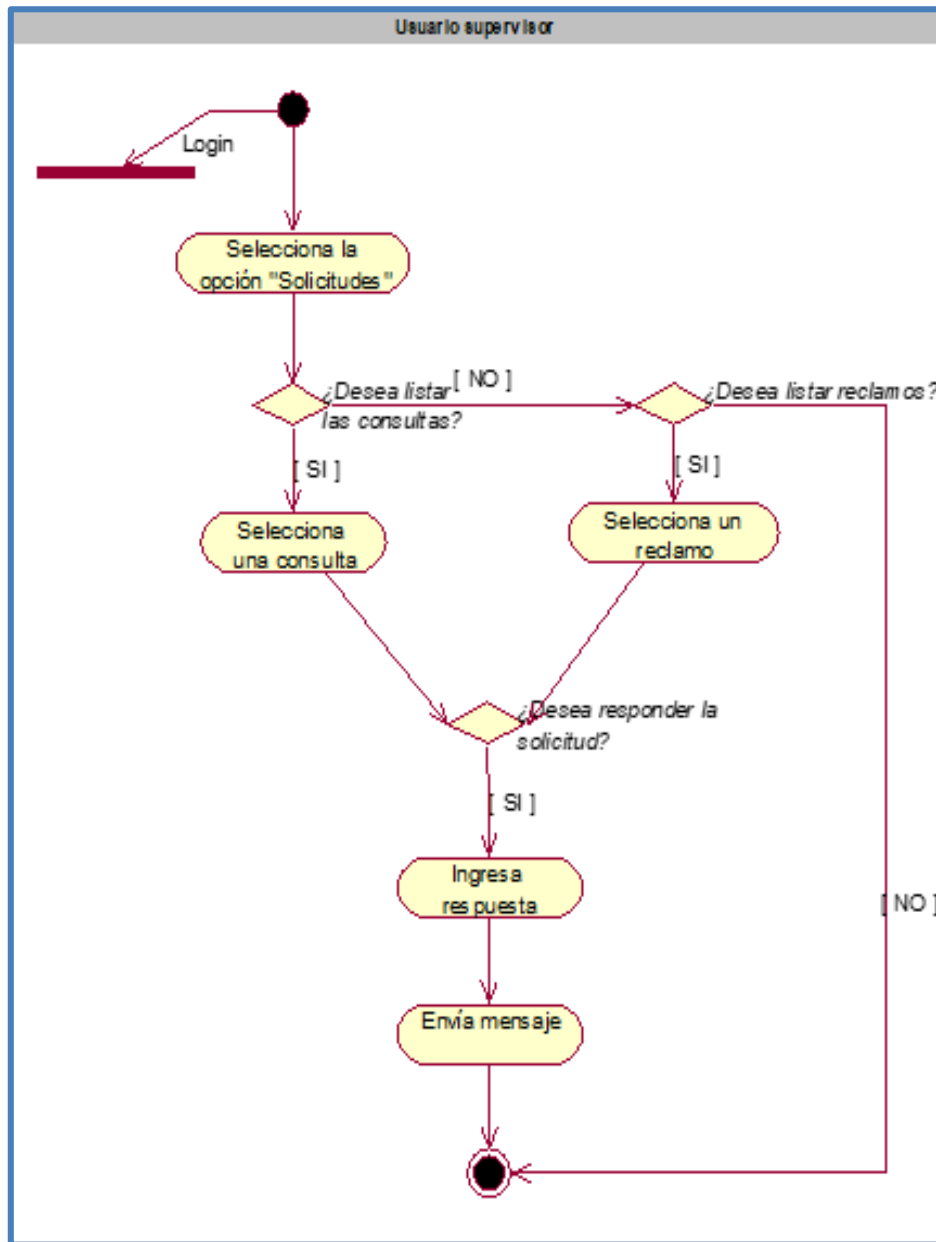 Usuario supervisor
Login
Selecciona la
opción "Solicitudes"
¿Desea listar
las consultas?
[ NO ]
¿Desea listar reclamos?
[ SI ]
[ SI ]
Selecciona
una consulta
Selecciona un
reclamo
¿Desea responder la
solicitud?
[ SI ]
Ingresa
respuesta
[ NO ]
Envía mensaje